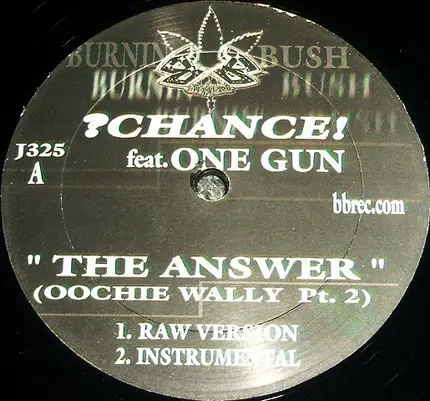 BURNIN BUSH
?CHANCE!
feat. ONE GUN
J325
A
bbrec.com
" THE ANSWER "
(OOCHIE WALLY Pt. 2)
1. RAW VERSION
2. INSTRUMENTAL